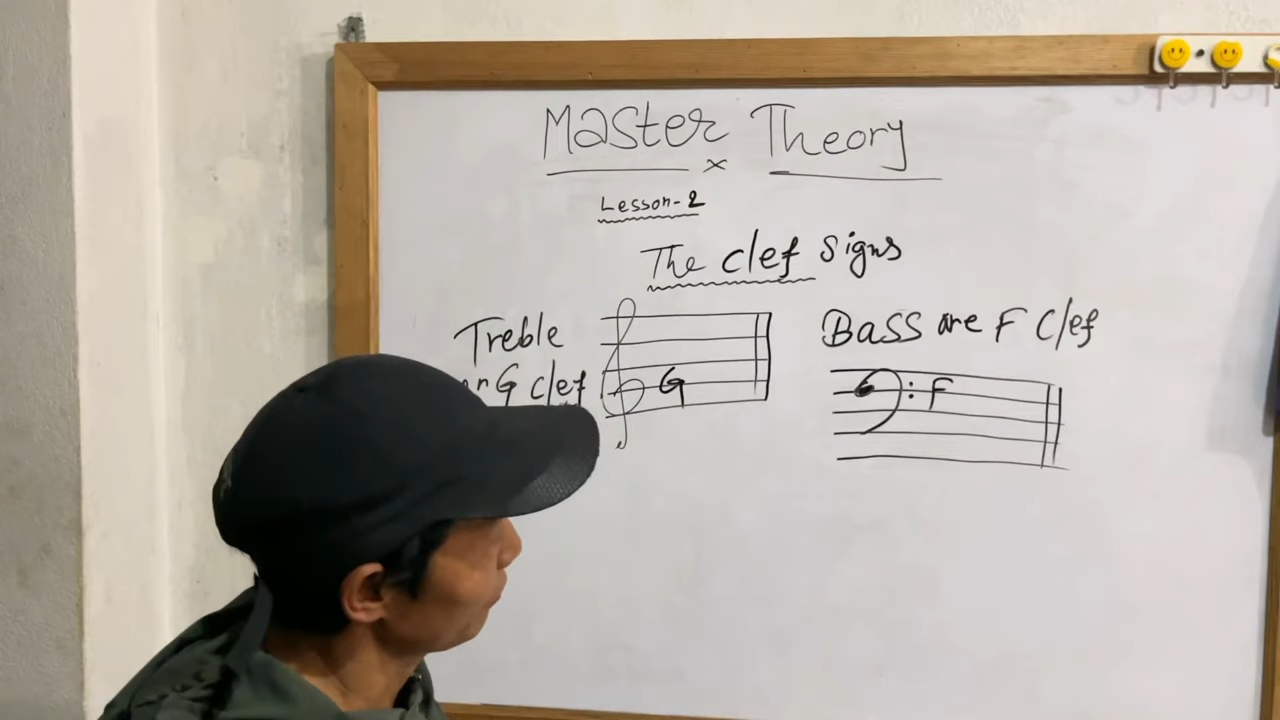 Master Theory
Lesson-2
The clef signs
Treble
G clef
G
Bass are F Clef
F